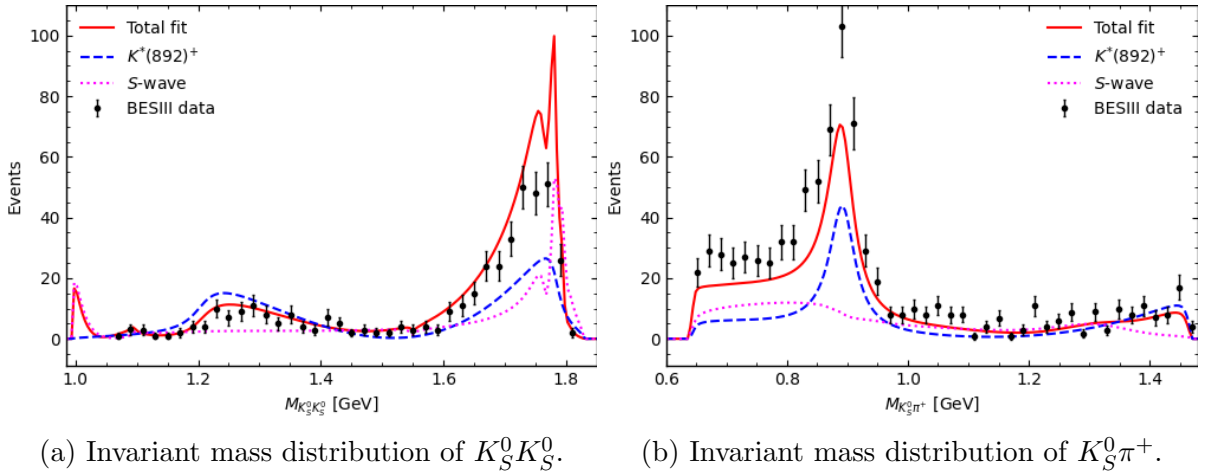 Total fit
K*(892)+
S-wave
BESIII data
Events
100
80
60
40
20
0
1.0 1.2 1.4 1.6 1.8
M_{K_S^0 K_S^0} [GeV]
(a) Invariant mass distribution of K_S^0 K_S^0.
Total fit
K*(892)+
S-wave
BESIII data
Events
100
80
60
40
20
0
0.6 0.8 1.0 1.2 1.4
M_{K_S^0 π^+} [GeV]
(b) Invariant mass distribution of K_S^0 π^+.